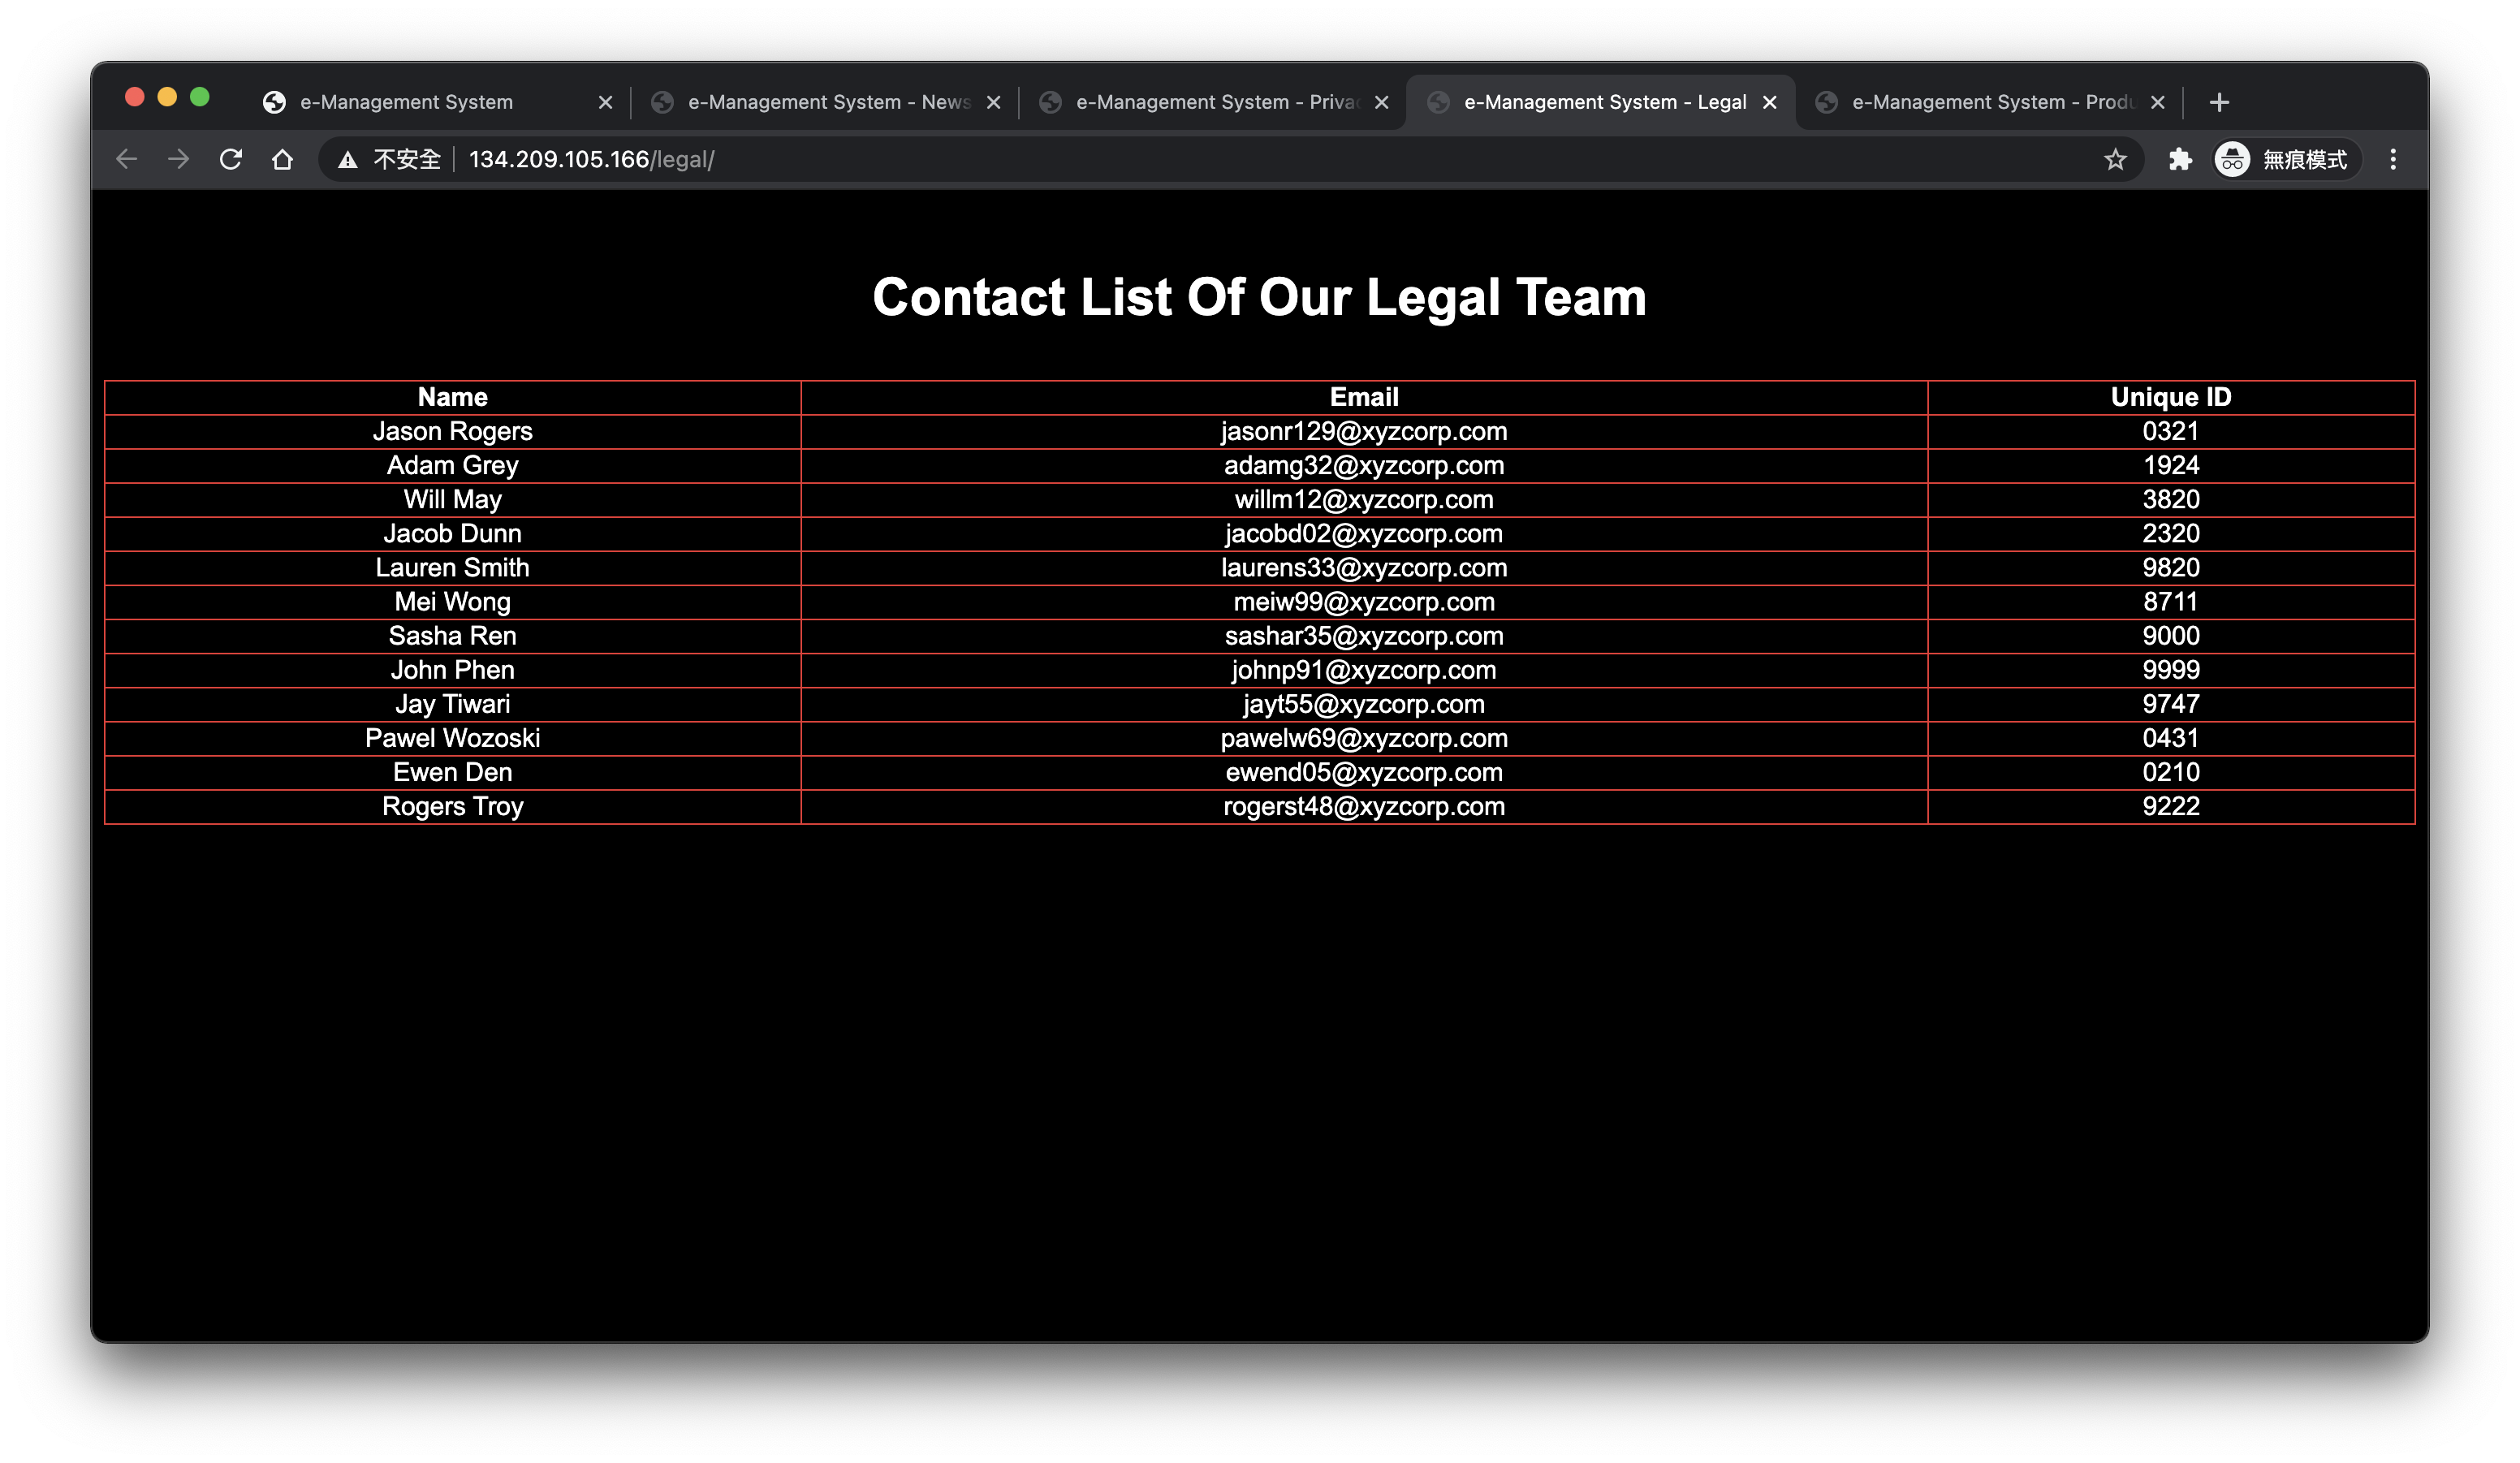 e-Management System
e-Management System - News
e-Management System - Priva
e-Management System - Legal
e-Management System - Produ
不安全 134.209.105.166/legal/
無痕模式
Contact List Of Our Legal Team
Name Email Unique ID
Jason Rogers jasonr129@xyzcorp.com 0321
Adam Grey adamg32@xyzcorp.com 1924
Will May willm12@xyzcorp.com 3820
Jacob Dunn jacobd02@xyzcorp.com 2320
Lauren Smith laurens33@xyzcorp.com 9820
Mei Wong meiw99@xyzcorp.com 8711
Sasha Ren sashar35@xyzcorp.com 9000
John Phen johnp91@xyzcorp.com 9999
Jay Tiwari jayt55@xyzcorp.com 9747
Pawel Wozoski pawelw69@xyzcorp.com 0431
Ewen Den ewend05@xyzcorp.com 0210
Rogers Troy rogerst48@xyzcorp.com 9222